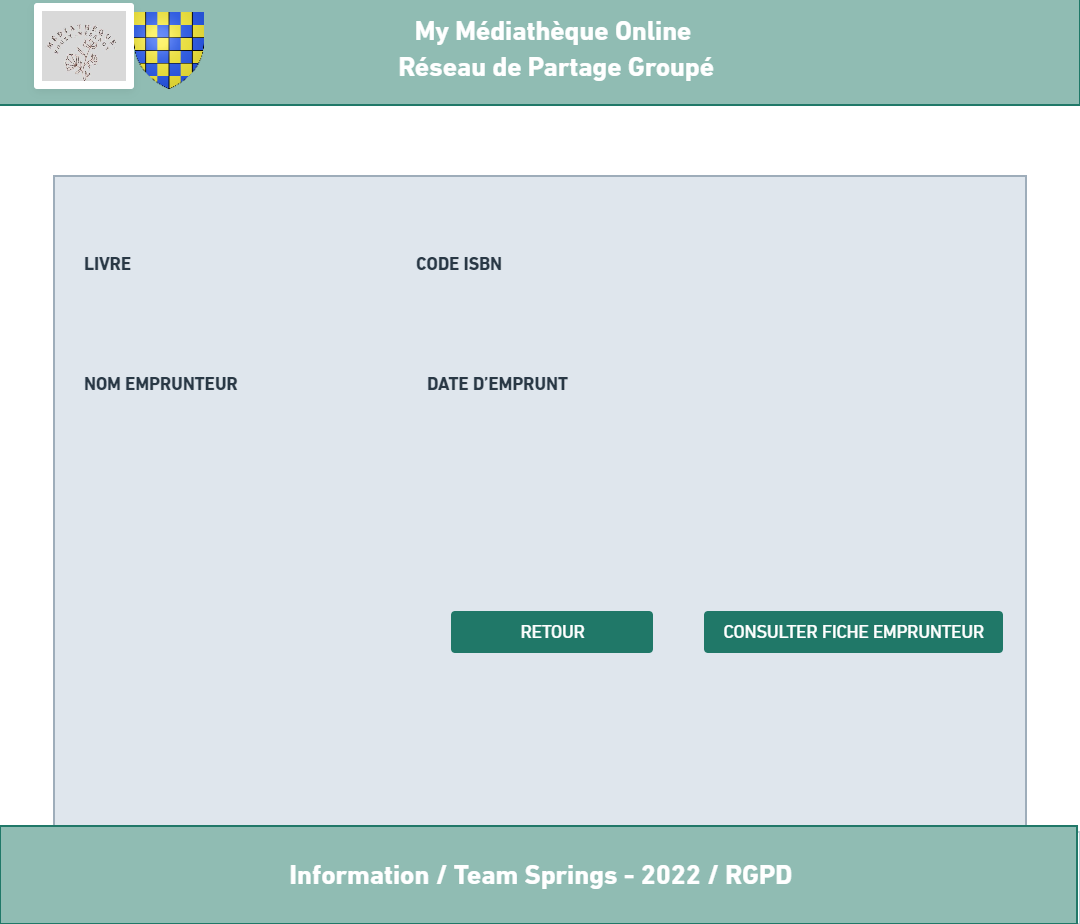 MÉDIATHÈQUE
My Médiathèque Online
Réseau de Partage Groupé
LIVRE
CODE ISBN
NOM EMPRUNTEUR
DATE D’EMPRUNT
RETOUR
CONSULTER FICHE EMPRUNTEUR
Information / Team Springs - 2022 / RGPD